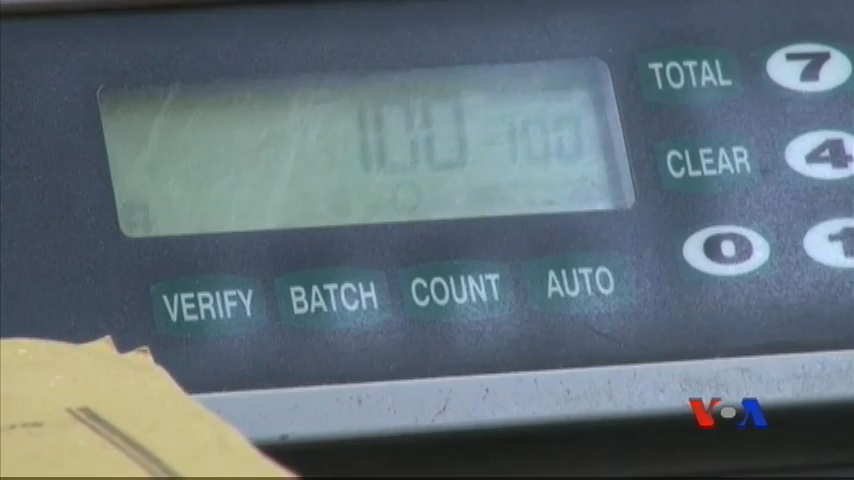 100 100
TOTAL 7
CLEAR 4
0 1
VERIFY BATCH COUNT AUTO
VOA